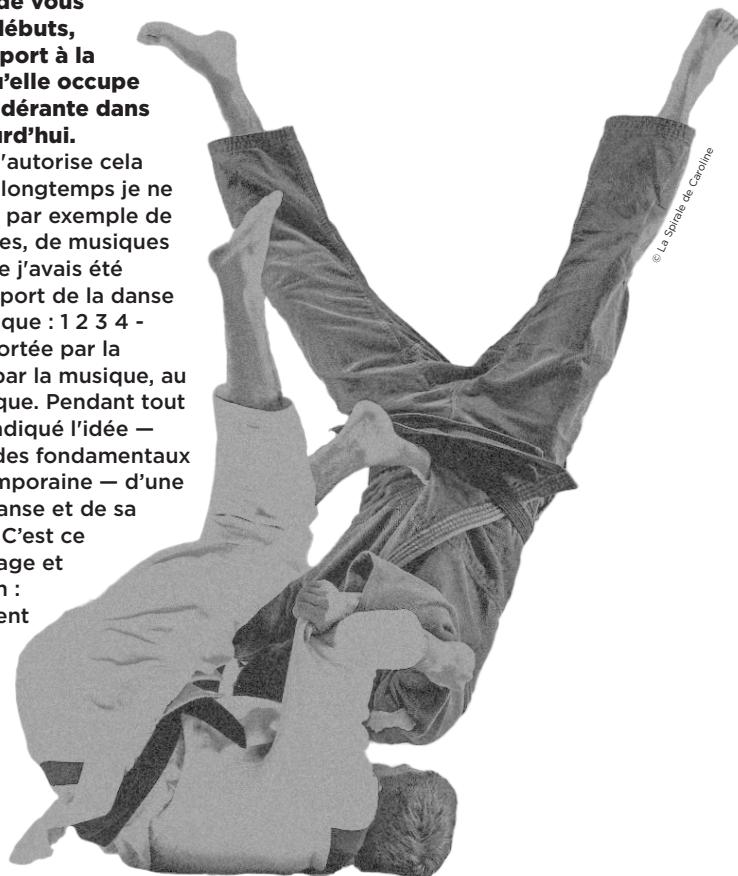 de vous
débuts,
port à la
u'elle occupe
dérante dans
urd'hui.
'autorise cela
longtemps je ne
par exemple de
es, de musiques
e j'avais été
port de la danse
que : 1 2 3 4 -
ortée par la
par la musique, au
que. Pendant tout
ndiqué l'idée —
des fondamentaux
mporaine — d'une
anse et de sa
C'est ce
age et
n :
ent
© La Spirale de Caroline